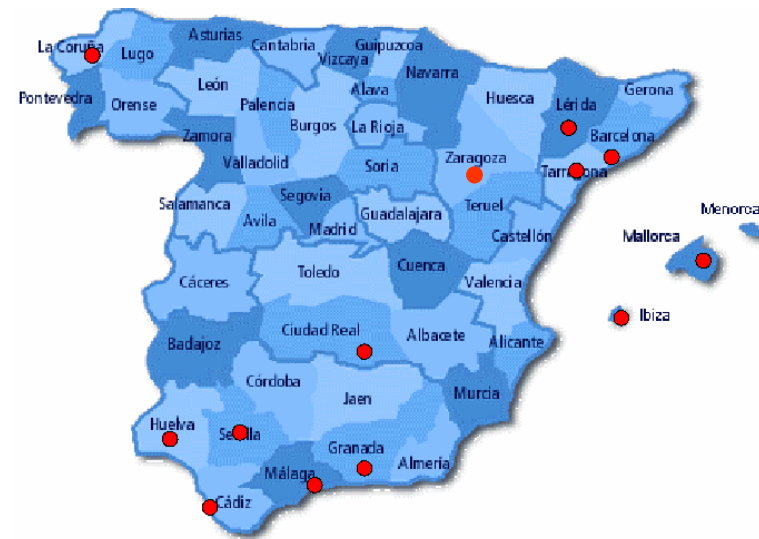 Asturias
Cantabria
Guipuzcoa
La Coruña
Lugo
Vizcaya
Navarra
León
Alava
Gerona
Pontevedra
Orense
Palencia
Huesca
Lérida
Burgos
La Rioja
Zamora
Barcelona
Valladolid
Soria
Zaragoza
Tarragona
Segovia
Salamanca
Guadalajara
Teruel
Menorca
Avila
Madrid
Castellón
Mallorca
Toledo
Cuenca
Cáceres
Valencia
Ibiza
Ciudad Real
Albacete
Badajoz
Alicante
Córdoba
Jaen
Murcia
Huelva
Sevilla
Granada
Málaga
Almería
Cádiz